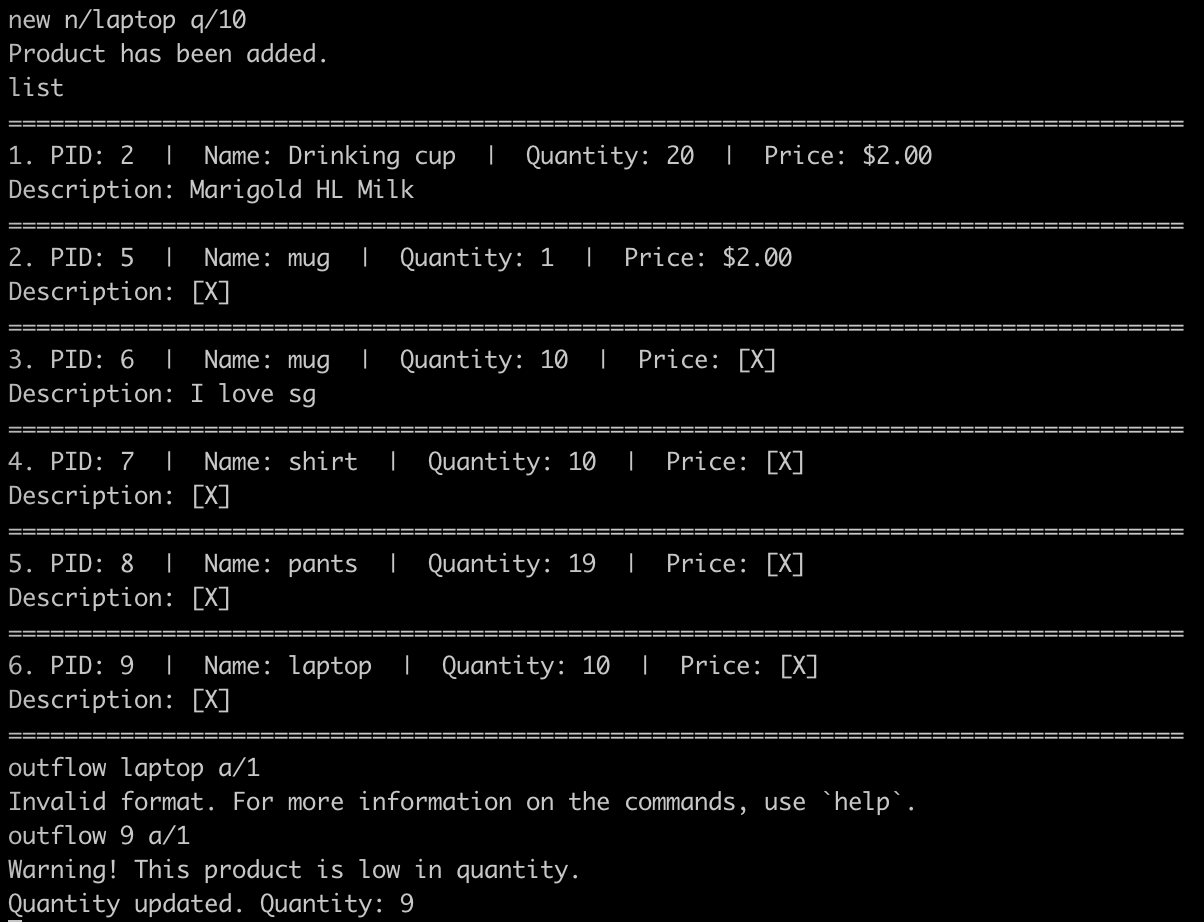 new n/laptop q/10
Product has been added.
list
====================================================================================
1. PID: 2  |  Name: Drinking cup  |  Quantity: 20  |  Price: $2.00
Description: Marigold HL Milk
====================================================================================
2. PID: 5  |  Name: mug  |  Quantity: 1  |  Price: $2.00
Description: [X]
====================================================================================
3. PID: 6  |  Name: mug  |  Quantity: 10  |  Price: [X]
Description: I love sg
====================================================================================
4. PID: 7  |  Name: shirt  |  Quantity: 10  |  Price: [X]
Description: [X]
====================================================================================
5. PID: 8  |  Name: pants  |  Quantity: 19  |  Price: [X]
Description: [X]
====================================================================================
6. PID: 9  |  Name: laptop  |  Quantity: 10  |  Price: [X]
Description: [X]
====================================================================================
outflow laptop a/1
Invalid format. For more information on the commands, use `help`.
outflow 9 a/1
Warning! This product is low in quantity.
Quantity updated. Quantity: 9